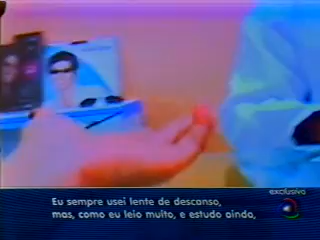 exclusivo
Eu sempre usei lente de descanso,
mas, como eu leio muito, e estudo ainda,